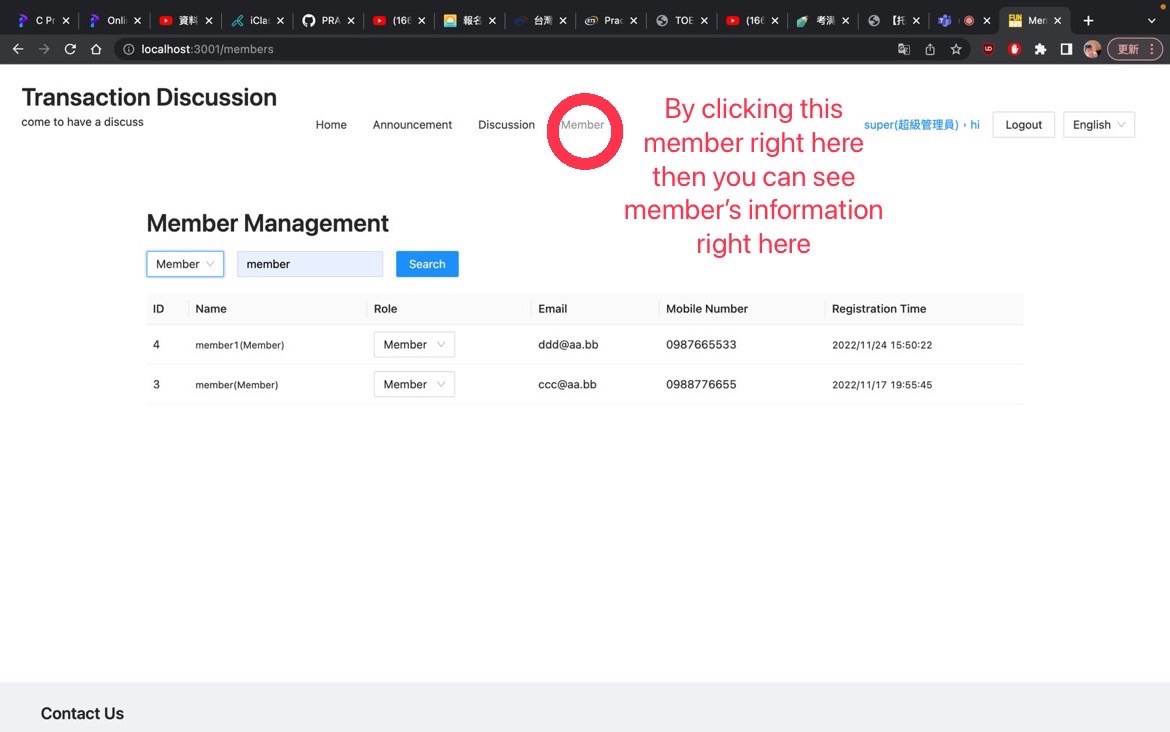 C Pr
Onli
資料
iClas
PRA
(166
報名
台灣
Prac
TOE
(166
考滿
【托
Men
localhost:3001/members
更新
Transaction Discussion
come to have a discuss
Home Announcement Discussion Member
super(超級管理員)，hi
Logout
English
By clicking this
member right here
then you can see
member’s information
right here
Member Management
Member member Search
ID Name Role Email Mobile Number Registration Time
4 member1(Member) Member ddd@aa.bb 0987665533 2022/11/24 15:50:22
3 member(Member) Member ccc@aa.bb 0988776655 2022/11/17 19:55:45
Contact Us